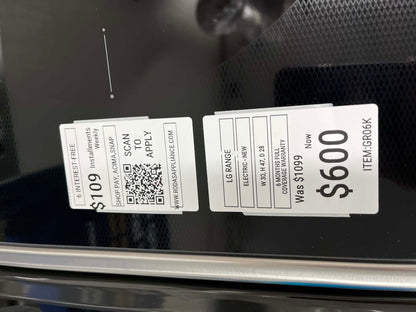 6 INTEREST-FREE
$109 Installments Weekly
SHOP PAY, ACIMA,SNAP
SCAN
TO
APPLY
WWW.RODASAPPLIANCE.COM
LG RANGE
ELECTRIC - NEW
W 30, H 47, D 28
6 MONTHS FULL
COVERAGE WARRANTY
Was $1099
Now
$600
ITEM:GR06K